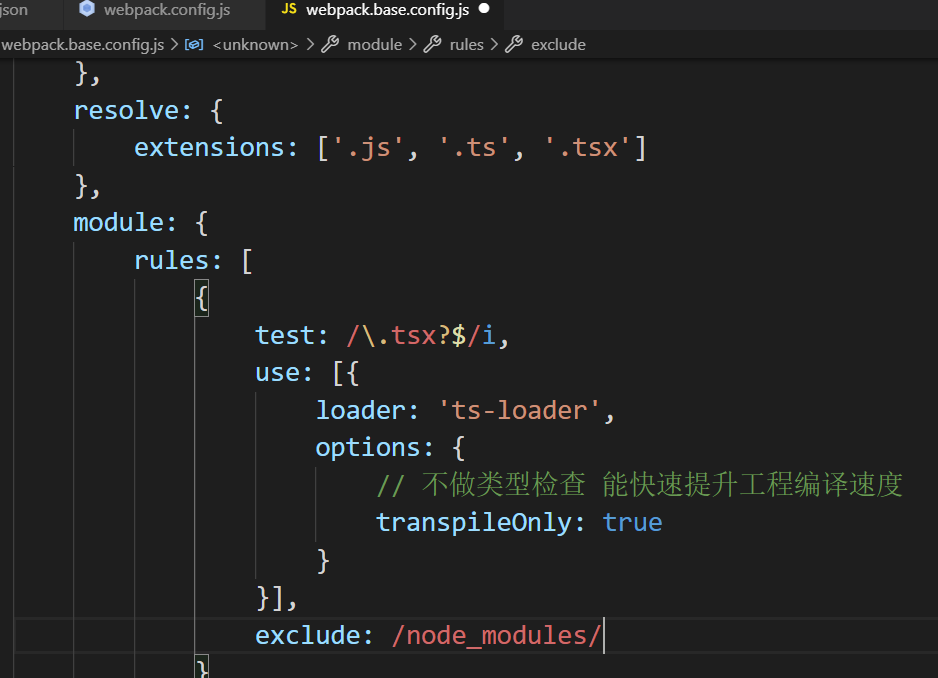 json webpack.config.js JS webpack.base.config.js
webpack.base.config.js > <unknown> > module > rules > exclude
},
resolve: {
extensions: ['.js', '.ts', '.tsx']
},
module: {
rules: [
{
test: /\.tsx?$/i,
use: [{
loader: 'ts-loader',
options: {
// 不做类型检查 能快速提升工程编译速度
transpileOnly: true
}
}],
exclude: /node_modules/
}